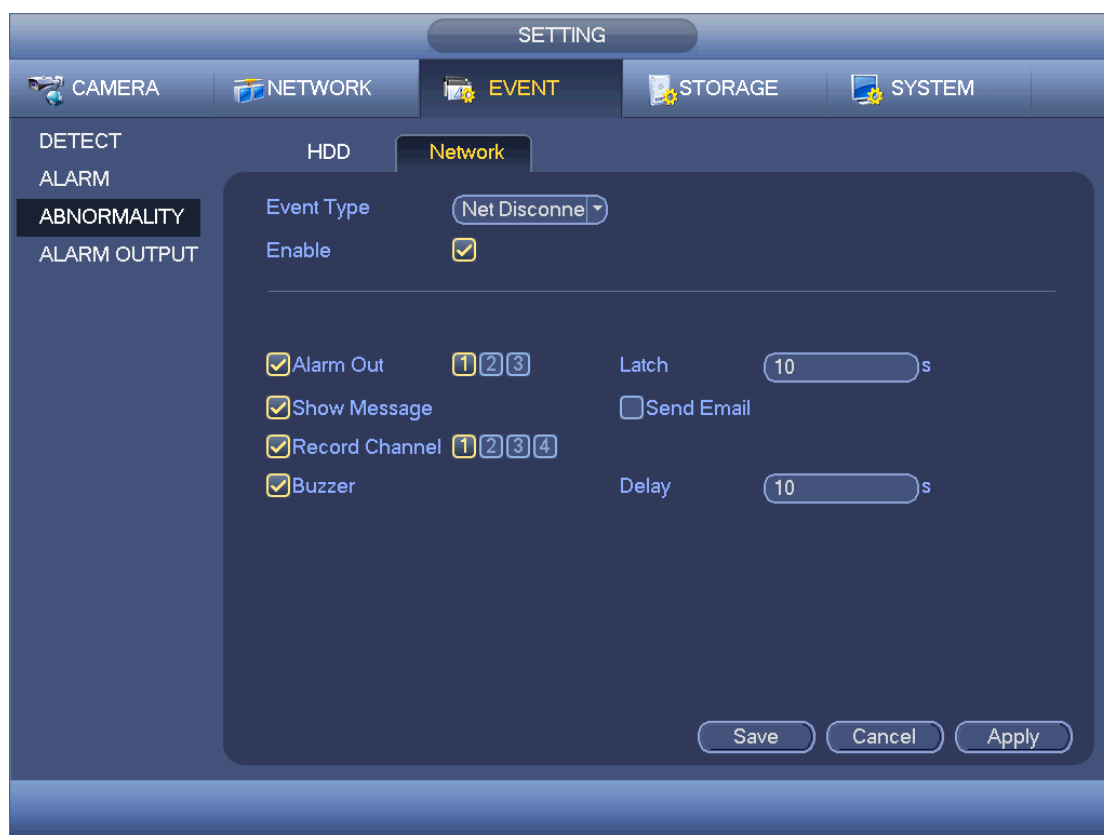 SETTING
CAMERA NETWORK EVENT STORAGE SYSTEM
DETECT
ALARM
ABNORMALITY
ALARM OUTPUT
HDD Network
Event Type Net Disconne
Enable
Alarm Out 1 2 3 Latch 10 s
Show Message Send Email
Record Channel 1 2 3 4
Buzzer Delay 10 s
Save Cancel Apply